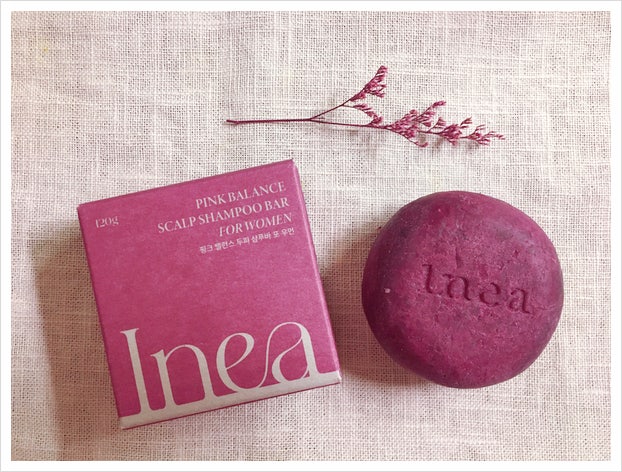 120g
PINK BALANCE
SCALP SHAMPOO BAR
FOR WOMEN
핑크 밸런스 두피 샴푸바 포 우먼
Inea
Inea